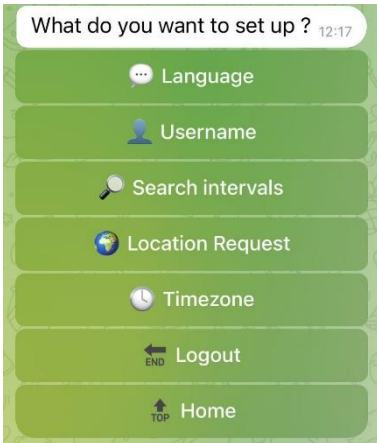 What do you want to set up ? 12:17
Language
Username
Search intervals
Location Request
Timezone
END Logout
TOP Home